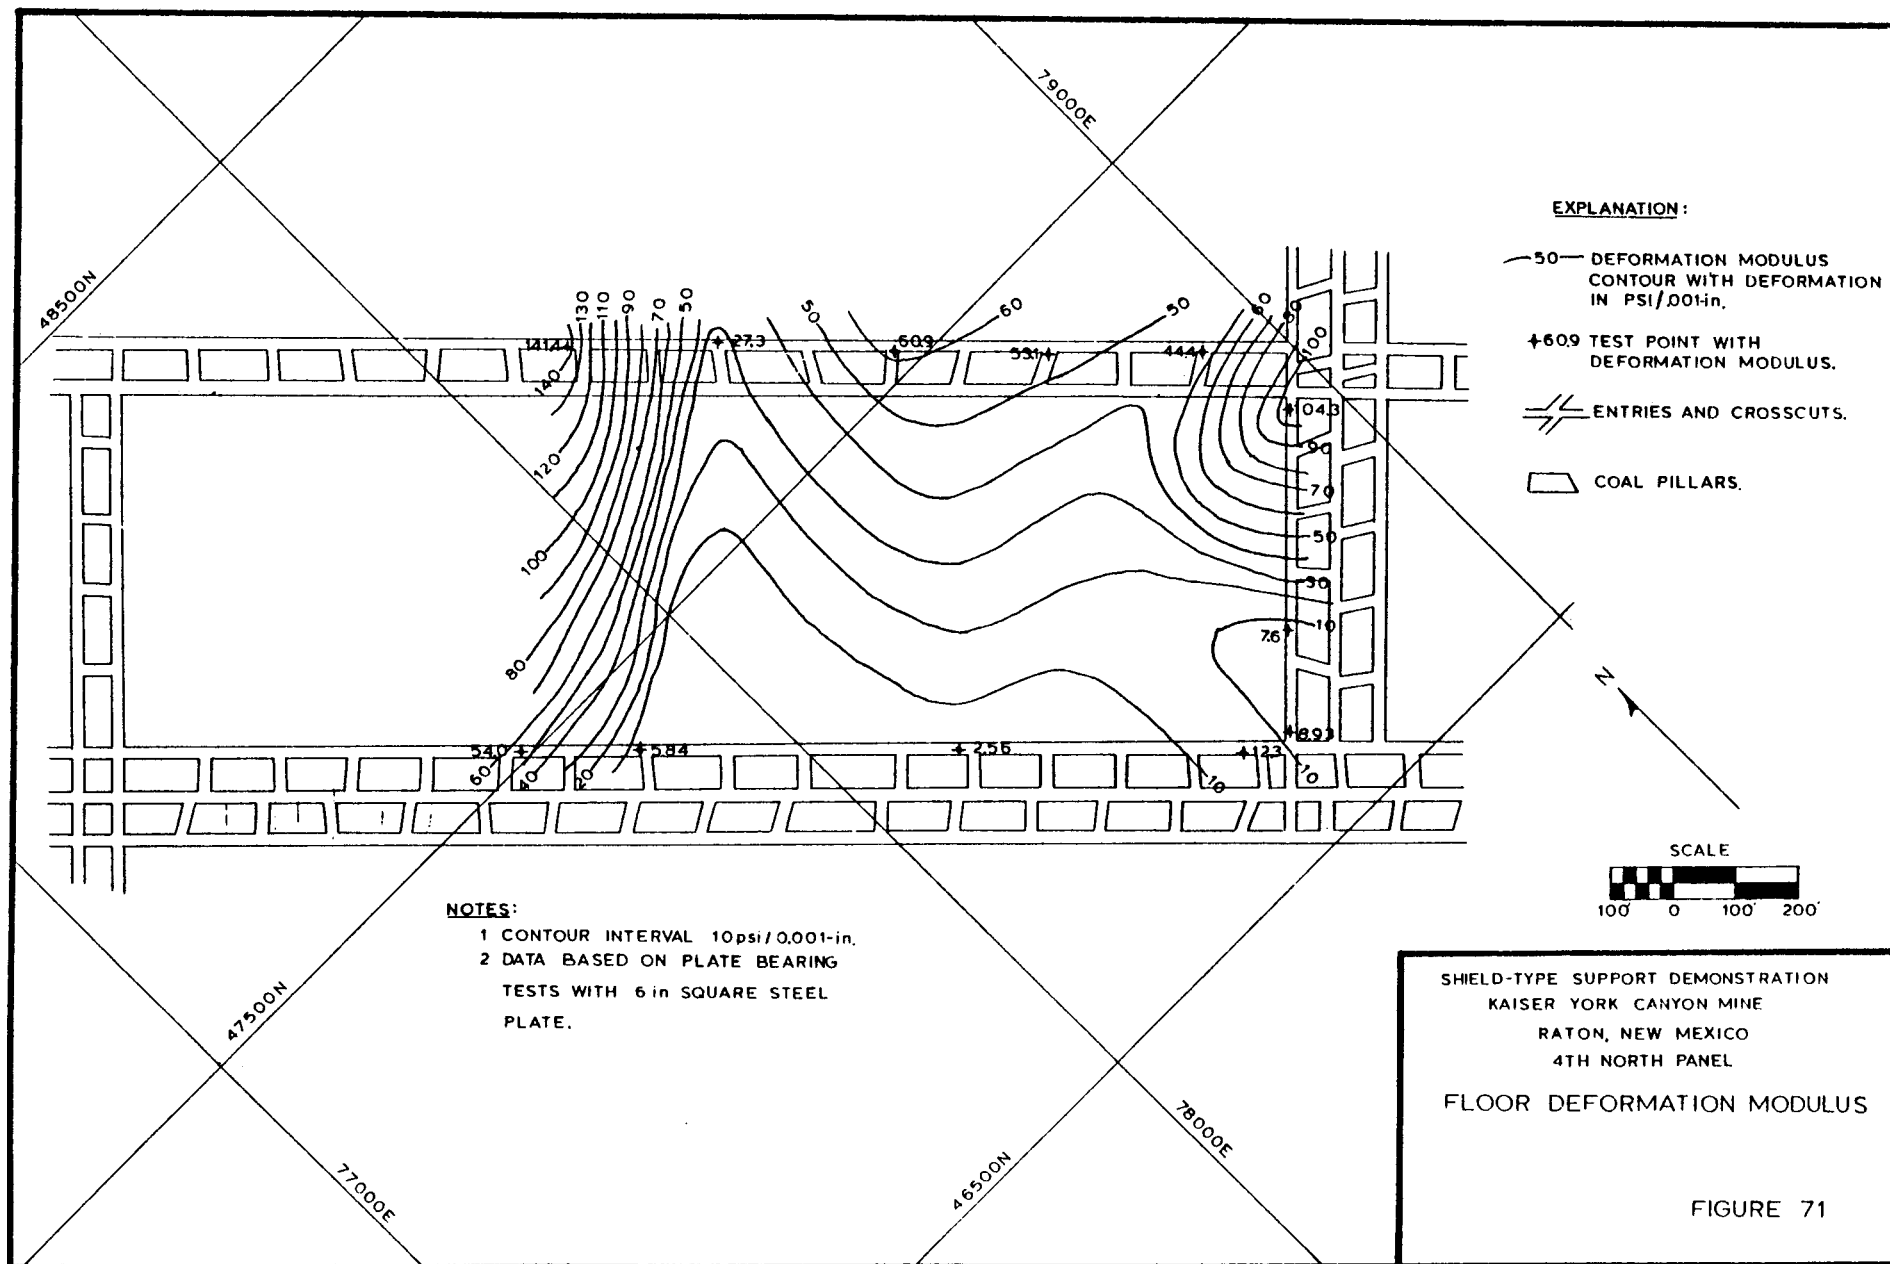 79000E
48500N
EXPLANATION:
50 DEFORMATION MODULUS
CONTOUR WITH DEFORMATION
IN PSI/.001-in.
60.9 TEST POINT WITH
DEFORMATION MODULUS.
ENTRIES AND CROSSCUTS.
COAL PILLARS.
130
110
90
70
50
50
60
50
60
80
100
141.44
27.3
60.9
53.1
44.4
140
104.3
90
120
70
100
50
30
80
10
7.6
N
54.0
5.84
2.56
12.3
8.93
60
40
20
10
10
SCALE
100' 0 100' 200'
NOTES:
1 CONTOUR INTERVAL 10psi/0.001-in.
2 DATA BASED ON PLATE BEARING
TESTS WITH 6 in SQUARE STEEL
PLATE.
47500N
77000E
46500N
78000E
SHIELD-TYPE SUPPORT DEMONSTRATION
KAISER YORK CANYON MINE
RATON, NEW MEXICO
4TH NORTH PANEL
FLOOR DEFORMATION MODULUS
FIGURE 71